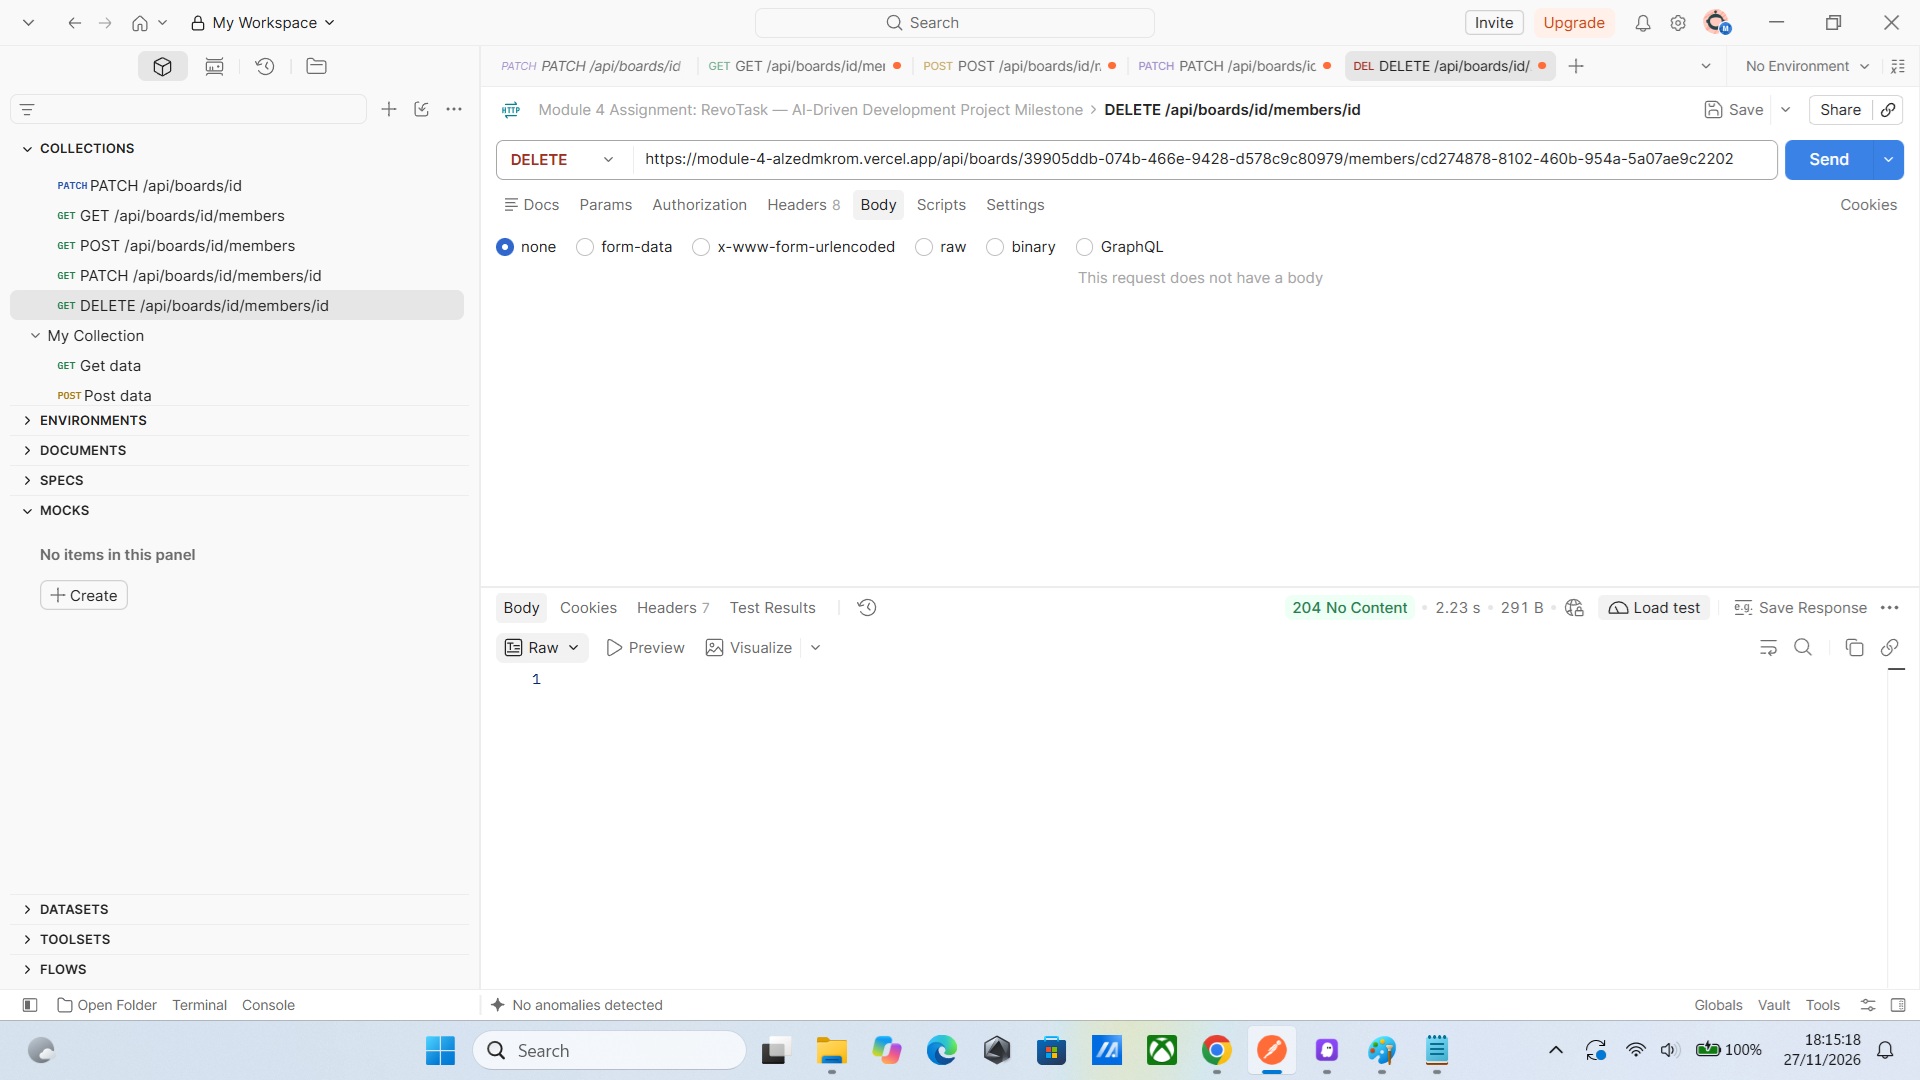 My Workspace
Search
Invite
Upgrade
PATCH PATCH /api/boards/id
GET GET /api/boards/id/mer
POST POST /api/boards/id/r.
PATCH PATCH /api/boards/ic
DEL DELETE /api/boards/id/
No Environment
HTTP Module 4 Assignment: RevoTask — AI-Driven Development Project Milestone > DELETE /api/boards/id/members/id
Save
Share
COLLECTIONS
PATCH PATCH /api/boards/id
GET GET /api/boards/id/members
GET POST /api/boards/id/members
GET PATCH /api/boards/id/members/id
GET DELETE /api/boards/id/members/id
My Collection
GET Get data
POST Post data
ENVIRONMENTS
DOCUMENTS
SPECS
MOCKS
No items in this panel
Create
DATASETS
TOOLSETS
FLOWS
DELETE
https://module-4-alzedmkrom.vercel.app/api/boards/39905ddb-074b-466e-9428-d578c9c80979/members/cd274878-8102-460b-954a-5a07ae9c2202
Send
Docs
Params
Authorization
Headers 8
Body
Scripts
Settings
Cookies
none
form-data
x-www-form-urlencoded
raw
binary
GraphQL
This request does not have a body
Body
Cookies
Headers 7
Test Results
204 No Content
2.23 s
291 B
Load test
e.g. Save Response
Raw
Preview
Visualize
1
Open Folder
Terminal
Console
No anomalies detected
Globals
Vault
Tools
Search
100%
18:15:18
27/11/2026